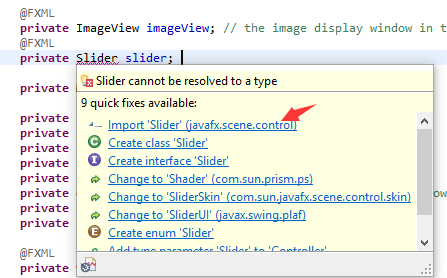 @FXML
private ImageView imageView; // the image display window in t
@FXML
private Slider slider;
Slider cannot be resolved to a type
9 quick fixes available:
Import 'Slider' (javafx.scene.control)
Create class 'Slider'
Create interface 'Slider'
Change to 'Shader' (com.sun.prism.ps)
Change to 'SliderSkin' (com.sun.javafx.scene.control.skin)
Change to 'SliderUI' (javax.swing.plaf)
Create enum 'Slider'
Add type parameter 'Slider' to 'Controller'
private
private
private
private
private
private
private
private
ow
private
@FXML
private